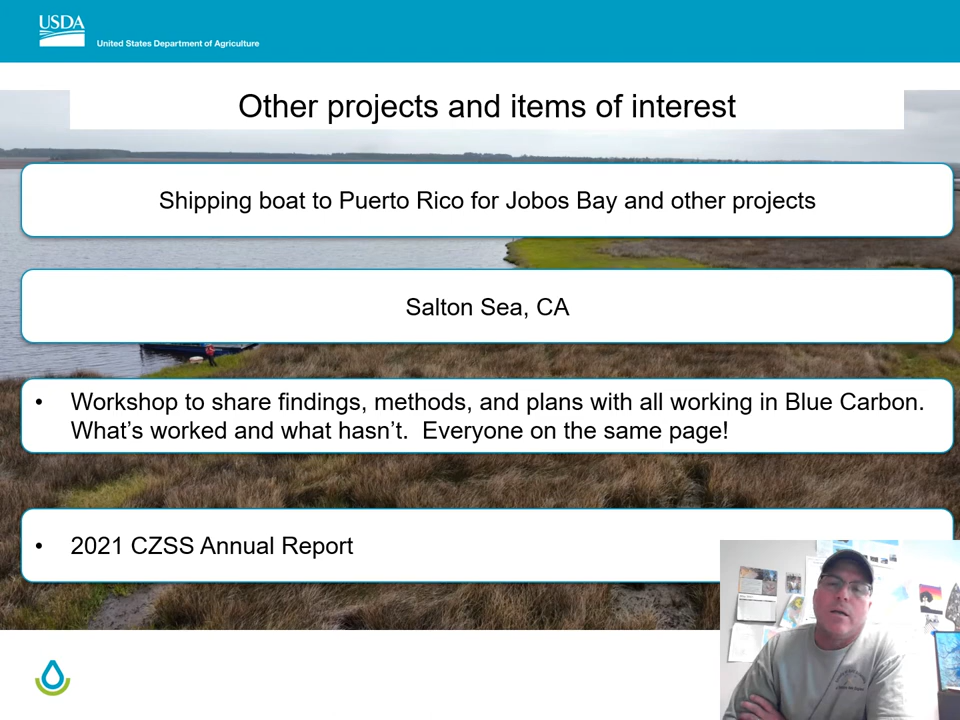 USDA
United States Department of Agriculture
Other projects and items of interest
Shipping boat to Puerto Rico for Jobos Bay and other projects
Salton Sea, CA
• Workshop to share findings, methods, and plans with all working in Blue Carbon.
What’s worked and what hasn’t.  Everyone on the same page!
• 2021 CZSS Annual Report